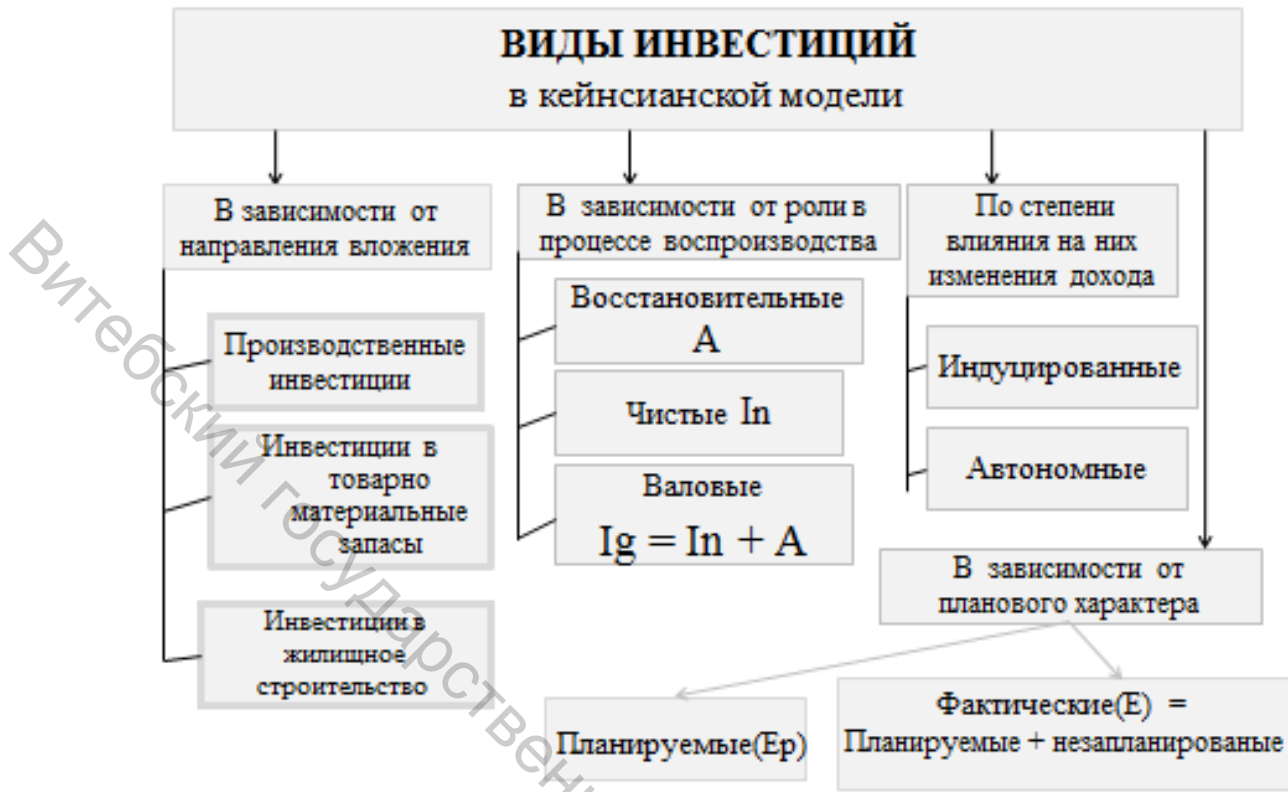 ВИДЫ ИНВЕСТИЦИЙ
в кейнсианской модели
В зависимости от
направления вложения
Производственные
инвестиции
Инвестиции в
товарно
материальные
запасы
Инвестиции в
жилищное
строительство
В зависимости от роли в
процессе воспроизводства
Восстановительные
А
Чистые In
Валовые
Ig = In + A
По степени
влияния на них
изменения дохода
Индуцированные
Автономные
В зависимости от
планового характера
Планируемые(Ep)
Фактические(E) =
Планируемые + незапланированые
Витебский государствен